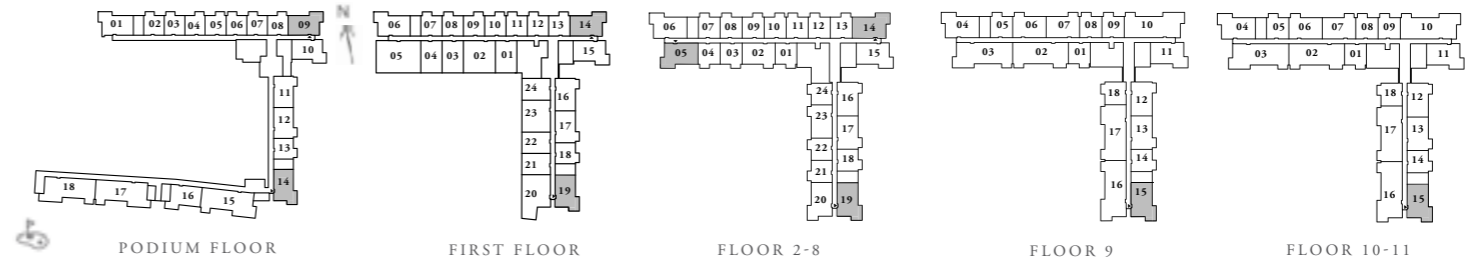 01 02 03 04 05 06 07 08 09
10
11
12
13
14
18 17 16 15
PODIUM FLOOR
N
06 07 08 09 10 11 12 13 14
05 04 03 02 01 15
24 16
23 17
22 18
21
20 19
FIRST FLOOR
06 07 08 09 10 11 12 13 14
05 04 03 02 01 15
24 16
23 17
22 18
21
20 19
FLOOR 2-8
04 05 06 07 08 09 10
03 02 01 11
18 12
17 13
14
16 15
FLOOR 9
04 05 06 07 08 09 10
03 02 01 11
18 12
17 13
14
16 15
FLOOR 10-11